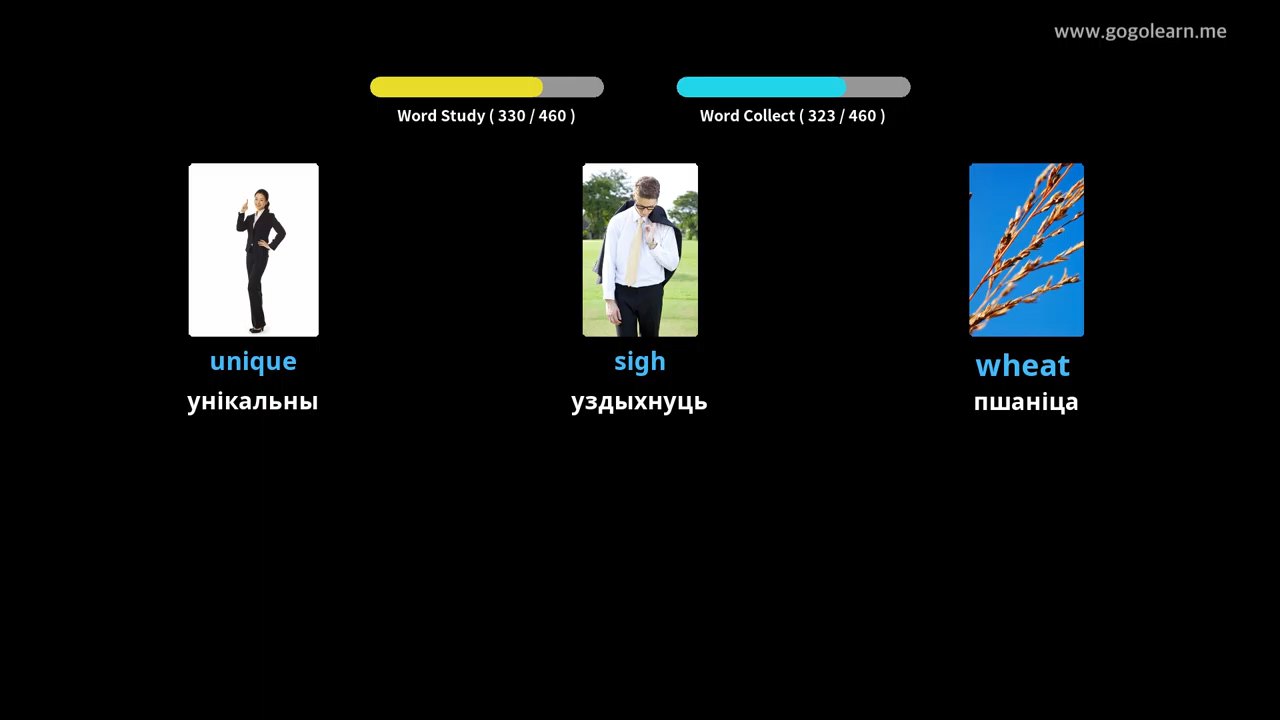 www.gogolearn.me
Word Study ( 330 / 460 )
Word Collect ( 323 / 460 )
unique
sigh
wheat
унікальны
уздыхнуць
пшаніца